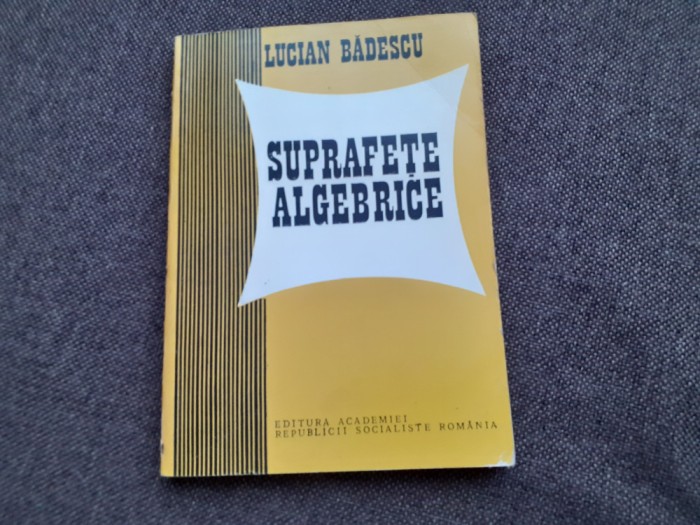 LUCIAN BĂDESCU
SUPRAFEȚE
ALGEBRICE
EDITURA ACADEMIEI
REPUBLICII SOCIALISTE ROMÂNIA